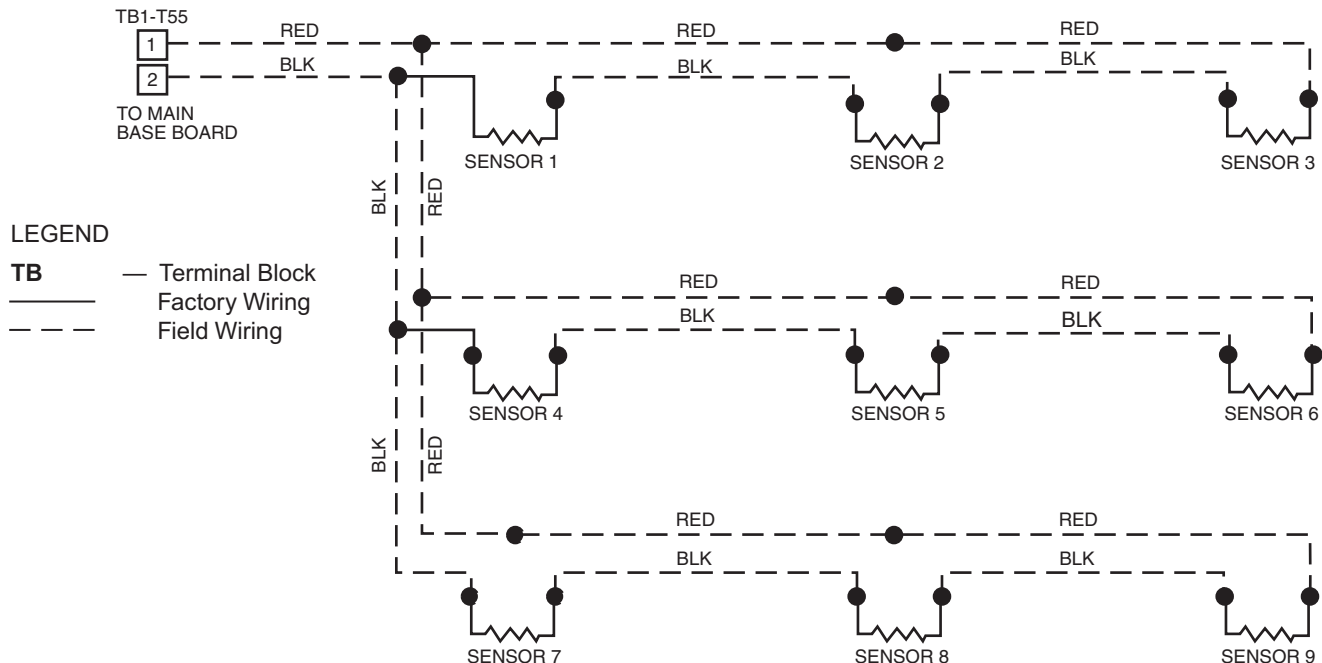 TB1-T55
1
RED
RED
RED
2
BLK
BLK
BLK
TO MAIN
BASE BOARD
SENSOR 1
SENSOR 2
SENSOR 3
BLK
RED
LEGEND
TB — Terminal Block
Factory Wiring
Field Wiring
RED
RED
BLK
BLK
SENSOR 4
SENSOR 5
SENSOR 6
BLK
RED
RED
RED
BLK
BLK
SENSOR 7
SENSOR 8
SENSOR 9